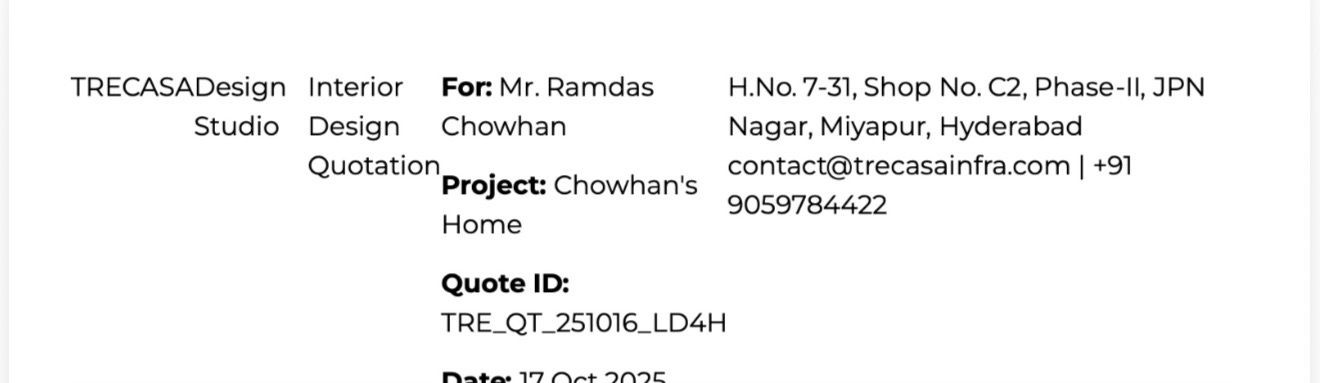 TRECASADesign
Studio
Interior
Design
Quotation
For: Mr. Ramdas
Chowhan
Project: Chowhan's
Home
Quote ID:
TRE_QT_251016_LD4H
Date: 17 Oct 2025
H.No. 7-31, Shop No. C2, Phase-II, JPN
Nagar, Miyapur, Hyderabad
contact@trecasainfra.com | +91
9059784422